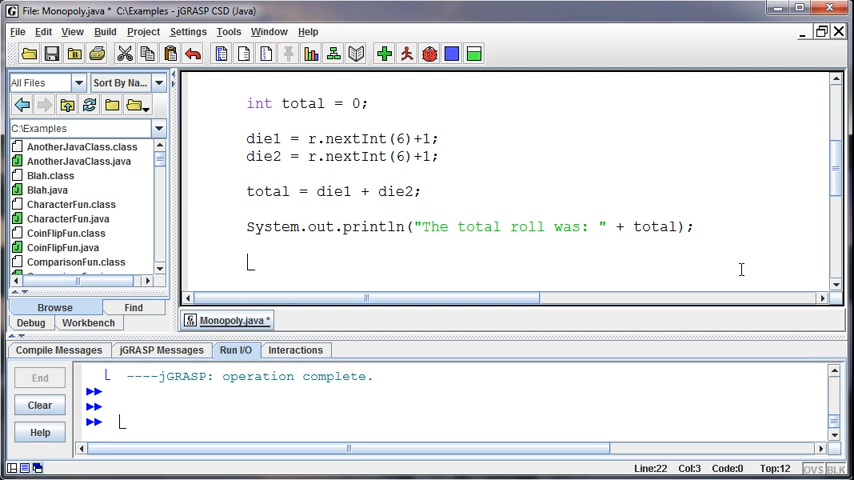 File: Monopoly.java * C:\Examples - jGRASP CSD (Java)
File Edit View Build Project Settings Tools Window Help
All Files Sort By Na...
C:\Examples
AnotherJavaClass.class
AnotherJavaClass.java
Blah.class
Blah.java
CharacterFun.class
CharacterFun.java
CoinFlipFun.class
CoinFlipFun.java
ComparisonFun.class
Browse Find
Debug Workbench
int total = 0;
die1 = r.nextInt(6)+1;
die2 = r.nextInt(6)+1;
total = die1 + die2;
System.out.println("The total roll was: " + total);
Monopoly.java *
Compile Messages jGRASP Messages Run I/O Interactions
End
Clear
Help
----jGRASP: operation complete.
Line:22 Col:3 Code:0 Top:12 OVS BLK